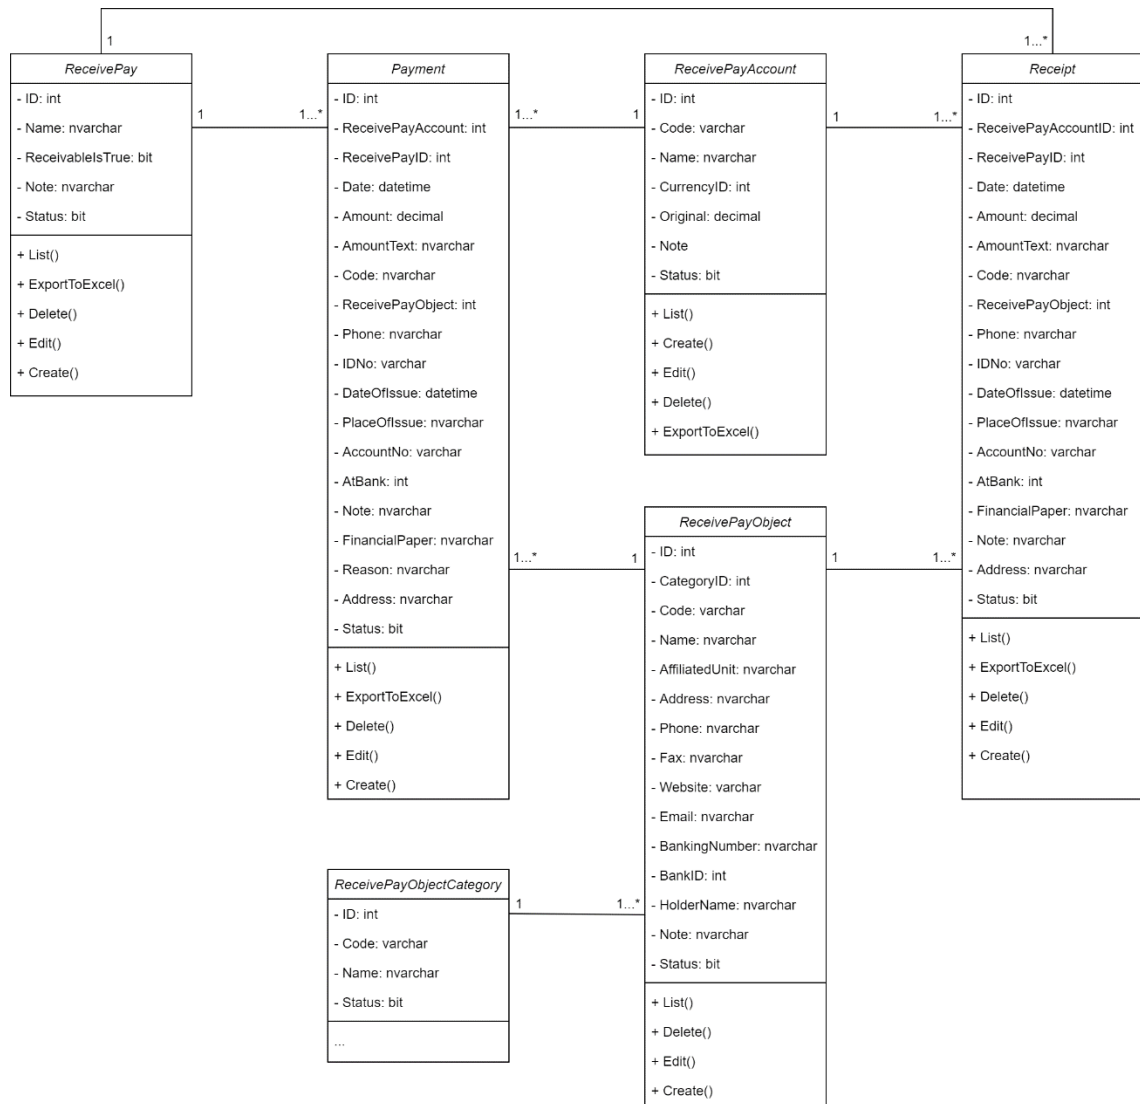 1
1...*
ReceivePay
- ID: int
- Name: nvarchar
- ReceivableIsTrue: bit
- Note: nvarchar
- Status: bit
+ List()
+ ExportToExcel()
+ Delete()
+ Edit()
+ Create()
1
1...*
Payment
- ID: int
- ReceivePayAccount: int
- ReceivePayID: int
- Date: datetime
- Amount: decimal
- AmountText: nvarchar
- Code: nvarchar
- ReceivePayObject: int
- Phone: nvarchar
- IDNo: varchar
- DateOfIssue: datetime
- PlaceOfIssue: nvarchar
- AccountNo: varchar
- AtBank: int
- Note: nvarchar
- FinancialPaper: nvarchar
- Reason: nvarchar
- Address: nvarchar
- Status: bit
+ List()
+ ExportToExcel()
+ Delete()
+ Edit()
+ Create()
1...*
1
ReceivePayAccount
- ID: int
- Code: varchar
- Name: nvarchar
- CurrencyID: int
- Original: decimal
- Note
- Status: bit
+ List()
+ Create()
+ Edit()
+ Delete()
+ ExportToExcel()
1
1...*
Receipt
- ID: int
- ReceivePayAccountID: int
- ReceivePayID: int
- Date: datetime
- Amount: decimal
- AmountText: nvarchar
- Code: nvarchar
- ReceivePayObject: int
- Phone: nvarchar
- IDNo: varchar
- DateOfIssue: datetime
- PlaceOfIssue: nvarchar
- AccountNo: varchar
- AtBank: int
- FinancialPaper: nvarchar
- Note: nvarchar
- Address: nvarchar
- Status: bit
+ List()
+ ExportToExcel()
+ Delete()
+ Edit()
+ Create()
1...*
1
ReceivePayObject
- ID: int
- CategoryID: int
- Code: varchar
- Name: nvarchar
- AffiliatedUnit: nvarchar
- Address: nvarchar
- Phone: nvarchar
- Fax: nvarchar
- Website: varchar
- Email: nvarchar
- BankingNumber: nvarchar
- BankID: int
- HolderName: nvarchar
- Note: nvarchar
- Status: bit
+ List()
+ Delete()
+ Edit()
+ Create()
1
1...*
ReceivePayObjectCategory
- ID: int
- Code: varchar
- Name: nvarchar
- Status: bit
...
1
1...*